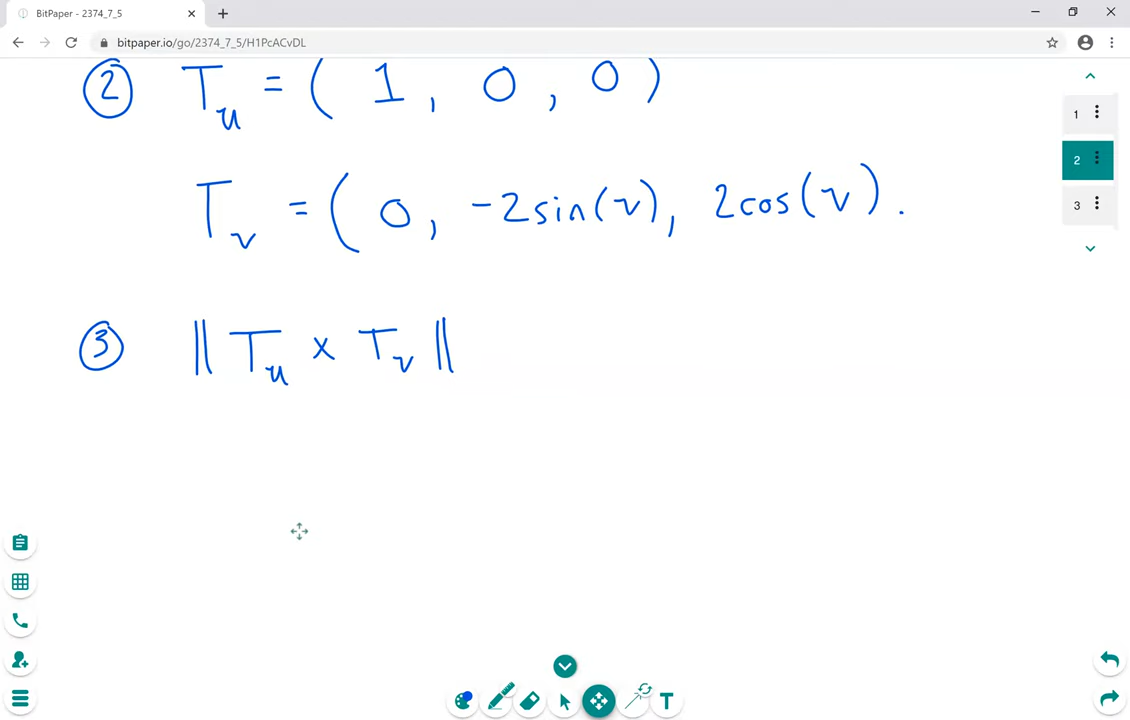 BitPaper - 2374_7_5
bitpaper.io/go/2374_7_5/H1PcACvDL
② T_u = ( 1 , 0 , 0 )
1
2
T_v = ( 0, -2sin(v), 2cos(v) .
3
③ || T_u × T_v ||
T